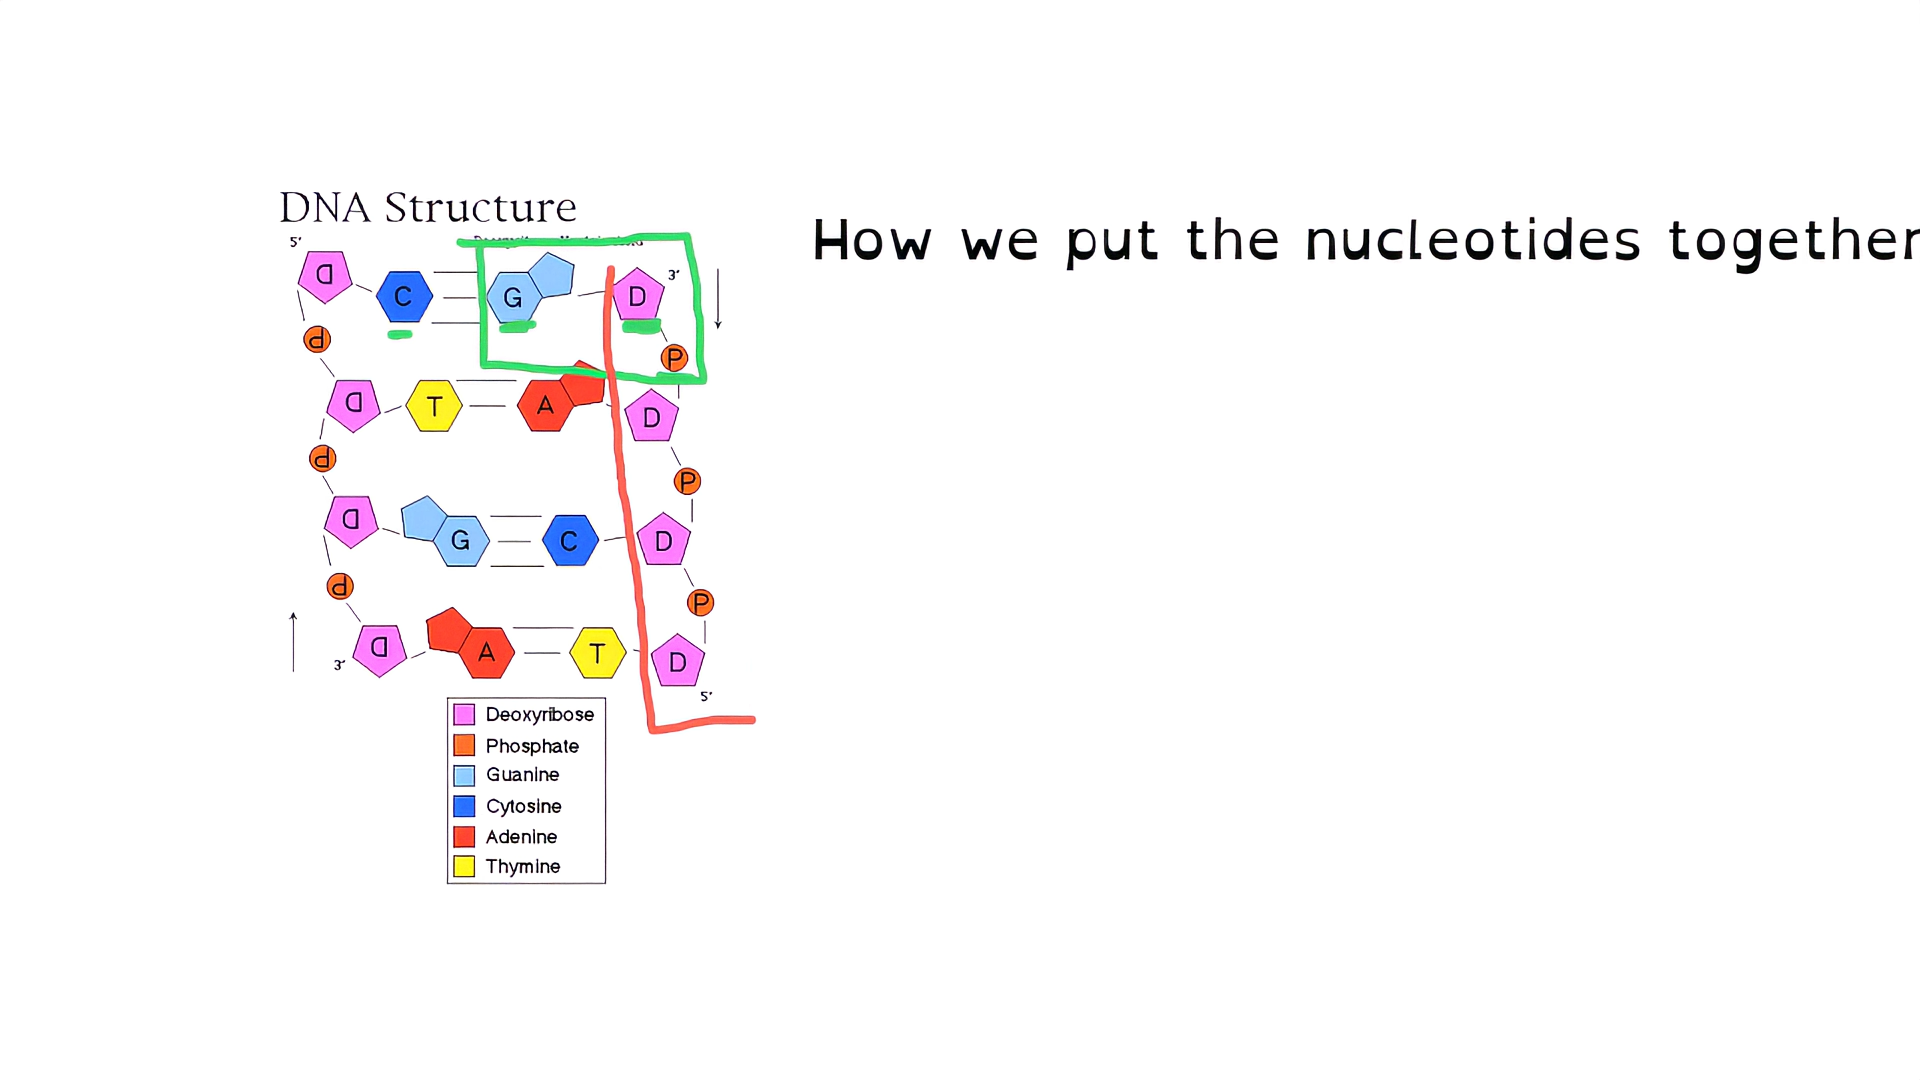 DNA Structure
How we put the nucleotides together
5'
D C G D 3'
P P
D T A D
P P
D G C D
P P
3' D A T D
5'
Deoxyribose
Phosphate
Guanine
Cytosine
Adenine
Thymine